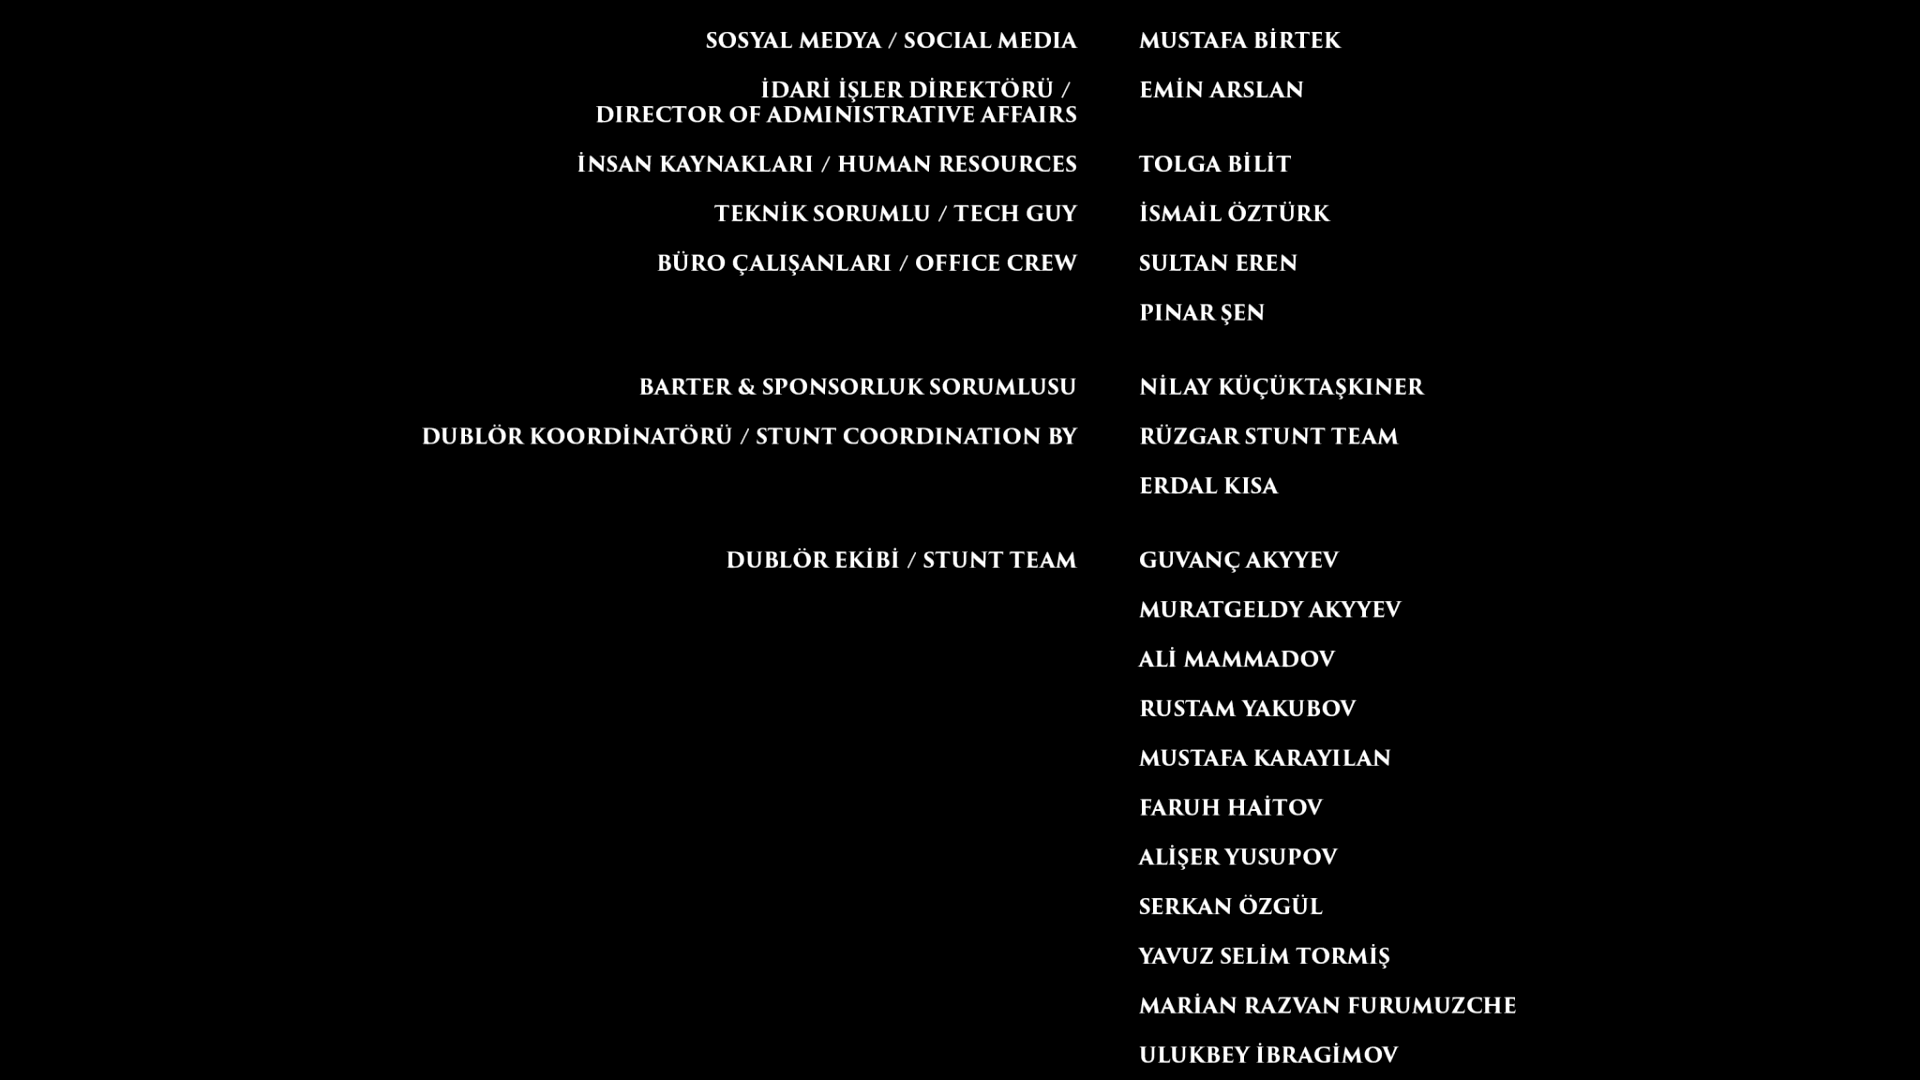 SOSYAL MEDYA / SOCIAL MEDIA MUSTAFA BİRTEK
İDARİ İŞLER DİREKTÖRÜ / EMİN ARSLAN
DIRECTOR OF ADMINISTRATIVE AFFAIRS
İNSAN KAYNAKLARI / HUMAN RESOURCES TOLGA BİLİT
TEKNİK SORUMLU / TECH GUY İSMAİL ÖZTÜRK
BÜRO ÇALIŞANLARI / OFFICE CREW SULTAN EREN
PINAR ŞEN
BARTER & SPONSORLUK SORUMLUSU NİLAY KÜÇÜKTAŞKINER
DUBLÖR KOORDİNATÖRÜ / STUNT COORDINATION BY RÜZGAR STUNT TEAM
ERDAL KISA
DUBLÖR EKİBİ / STUNT TEAM GUVANÇ AKYYEV
MURATGELDY AKYYEV
ALİ MAMMADOV
RUSTAM YAKUBOV
MUSTAFA KARAYILAN
FARUH HAİTOV
ALİŞER YUSUPOV
SERKAN ÖZGÜL
YAVUZ SELİM TORMİŞ
MARİAN RAZVAN FURUMUZCHE
ULUKBEY İBRAGİMOV